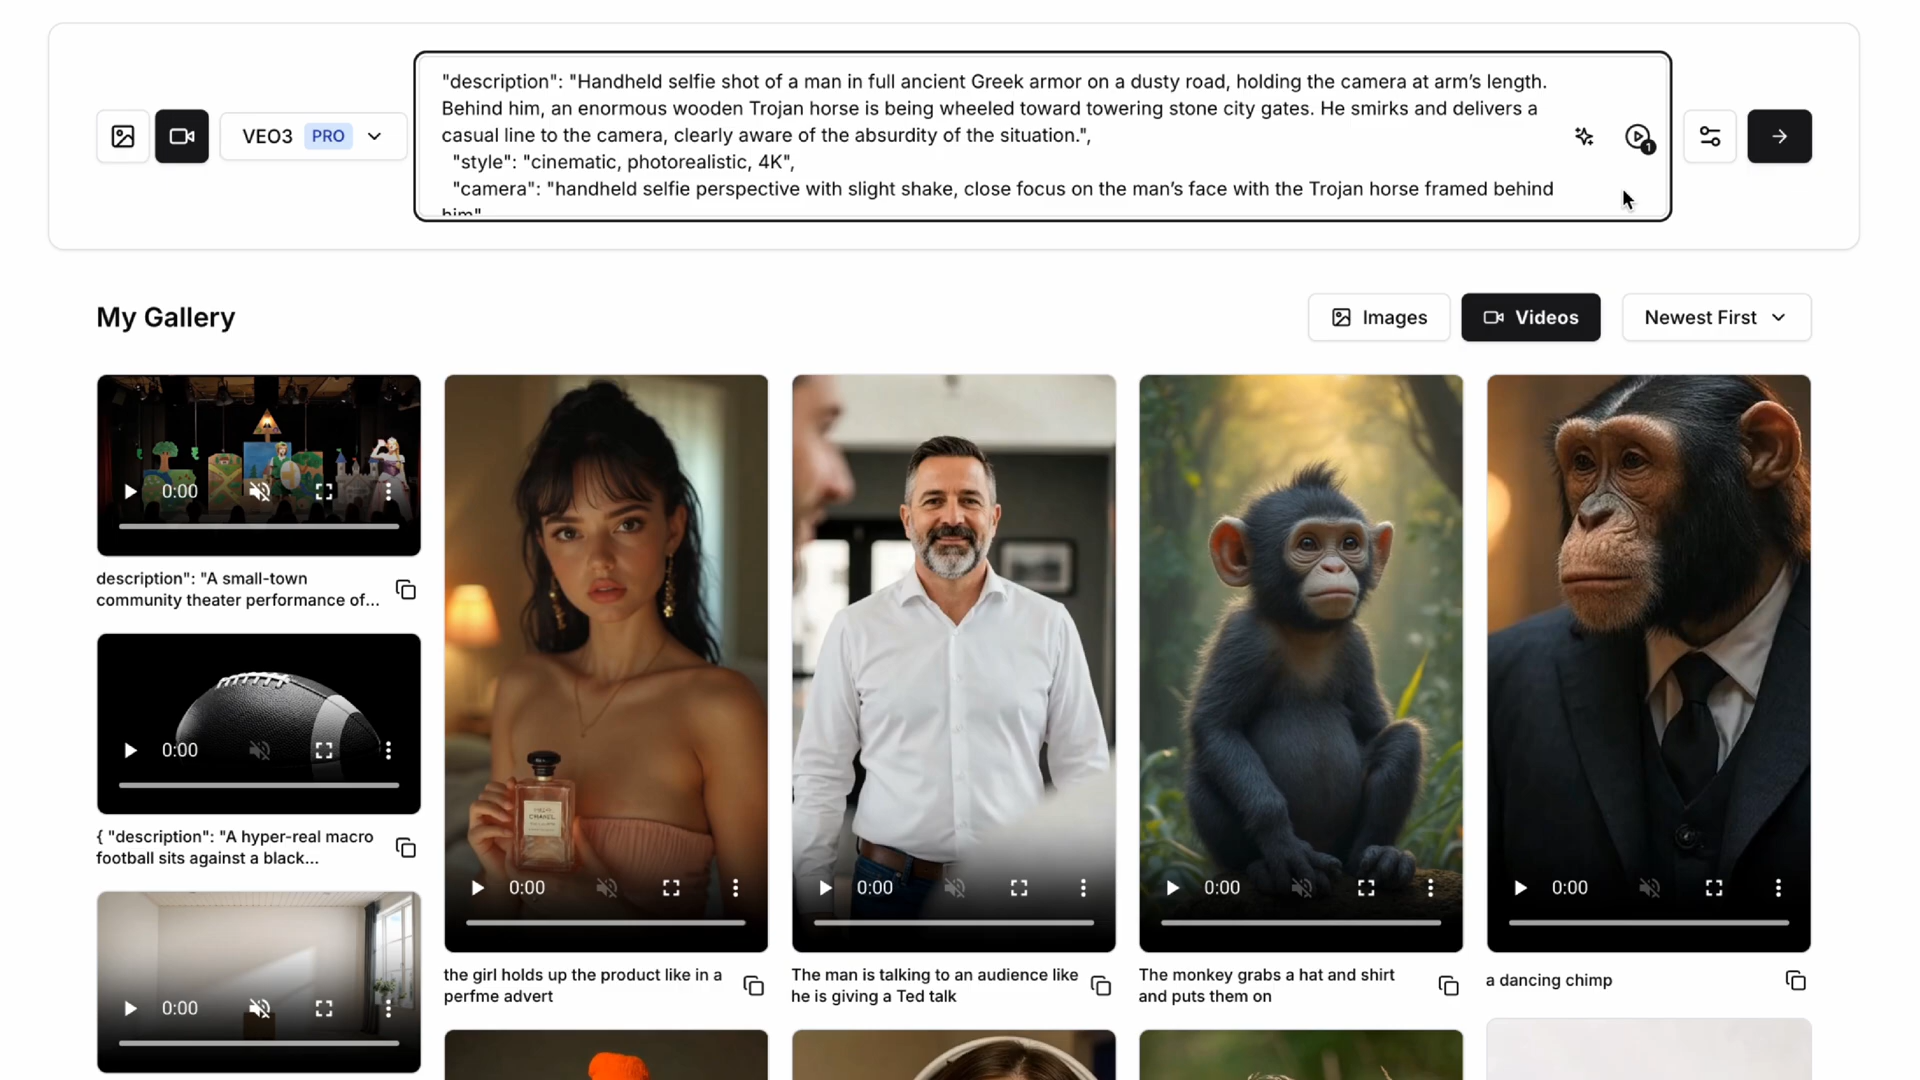 "description": "Handheld selfie shot of a man in full ancient Greek armor on a dusty road, holding the camera at arm’s length.
Behind him, an enormous wooden Trojan horse is being wheeled toward towering stone city gates. He smirks and delivers a
casual line to the camera, clearly aware of the absurdity of the situation.",
"style": "cinematic, photorealistic, 4K",
"camera": "handheld selfie perspective with slight shake, close focus on the man’s face with the Trojan horse framed behind
him"
VEO3 PRO
1
My Gallery
Images
Videos
Newest First
0:00
description": "A small-town
community theater performance of...
0:00
{ "description": "A hyper-real macro
football sits against a black...
0:00
CHANEL
0:00
the girl holds up the product like in a
perfme advert
0:00
The man is talking to an audience like
he is giving a Ted talk
0:00
The monkey grabs a hat and shirt
and puts them on
0:00
a dancing chimp